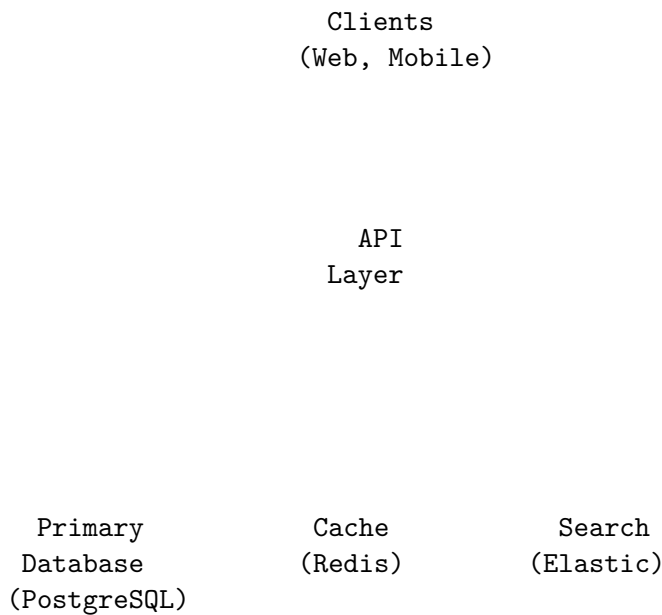 Clients
(Web, Mobile)
API
Layer
Primary Cache Search
Database (Redis) (Elastic)
(PostgreSQL)